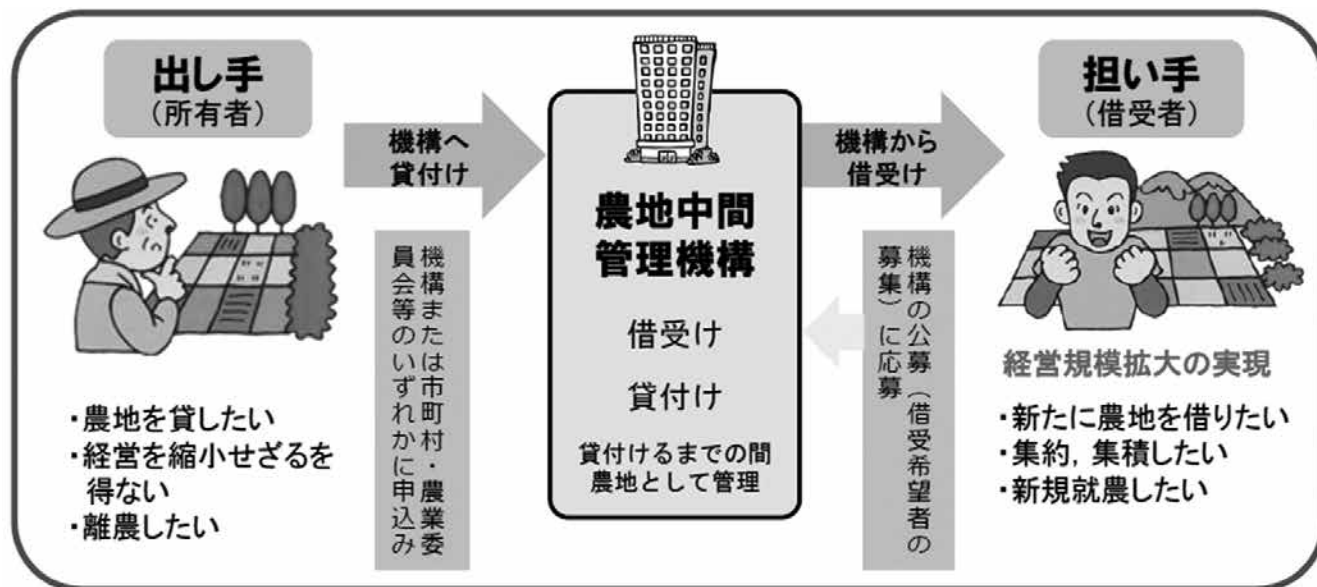 出し手
（所有者）
・農地を貸したい
・経営を縮小せざるを
得ない
・離農したい
機構へ
貸付け
機構または市町村・農業委
員会等のいずれかに申込み
農地中間
管理機構
借受け
貸付け
貸付けるまでの間
農地として管理
機構から
借受け
機構の公募（借受希望者の
募集）に応募
担い手
（借受者）
経営規模拡大の実現
・新たに農地を借りたい
・集約，集積したい
・新規就農したい